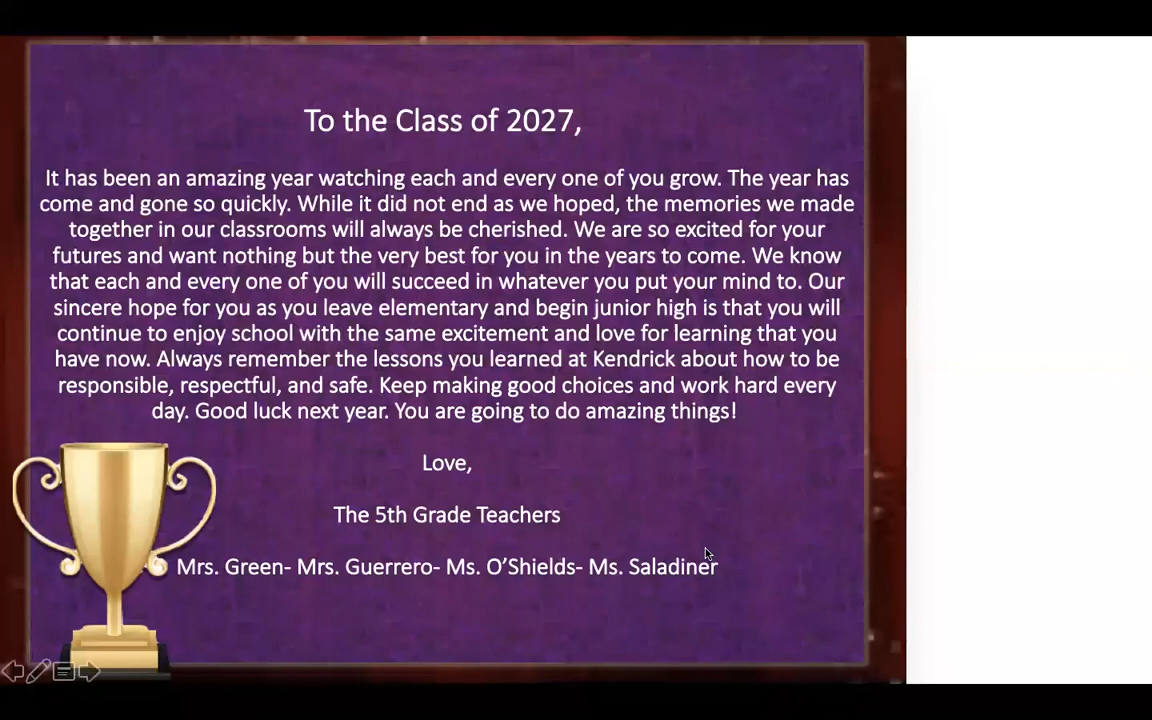 To the Class of 2027,
It has been an amazing year watching each and every one of you grow. The year has
come and gone so quickly. While it did not end as we hoped, the memories we made
together in our classrooms will always be cherished. We are so excited for your
futures and want nothing but the very best for you in the years to come. We know
that each and every one of you will succeed in whatever you put your mind to. Our
sincere hope for you as you leave elementary and begin junior high is that you will
continue to enjoy school with the same excitement and love for learning that you
have now. Always remember the lessons you learned at Kendrick about how to be
responsible, respectful, and safe. Keep making good choices and work hard every
day. Good luck next year. You are going to do amazing things!
Love,
The 5th Grade Teachers
Mrs. Green- Mrs. Guerrero- Ms. O’Shields- Ms. Saladiner